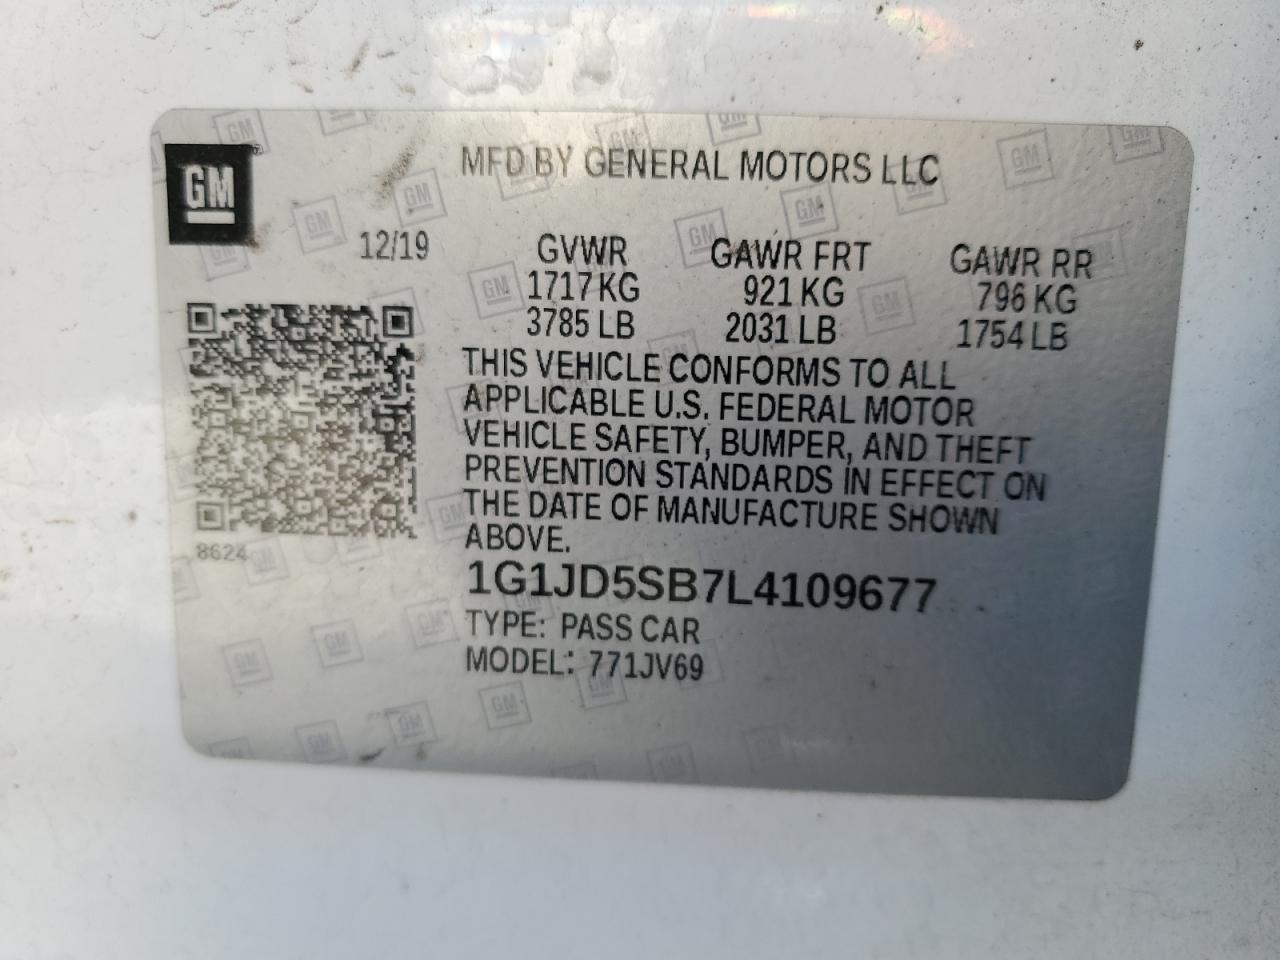 GM
MFD BY GENERAL MOTORS LLC
12/19 GVWR GAWR FRT GAWR RR
1717 KG 921 KG 796 KG
3785 LB 2031 LB 1754 LB
THIS VEHICLE CONFORMS TO ALL
APPLICABLE U.S. FEDERAL MOTOR
VEHICLE SAFETY, BUMPER, AND THEFT
PREVENTION STANDARDS IN EFFECT ON
THE DATE OF MANUFACTURE SHOWN
ABOVE.
8624
1G1JD5SB7L4109677
TYPE: PASS CAR
MODEL: 771JV69